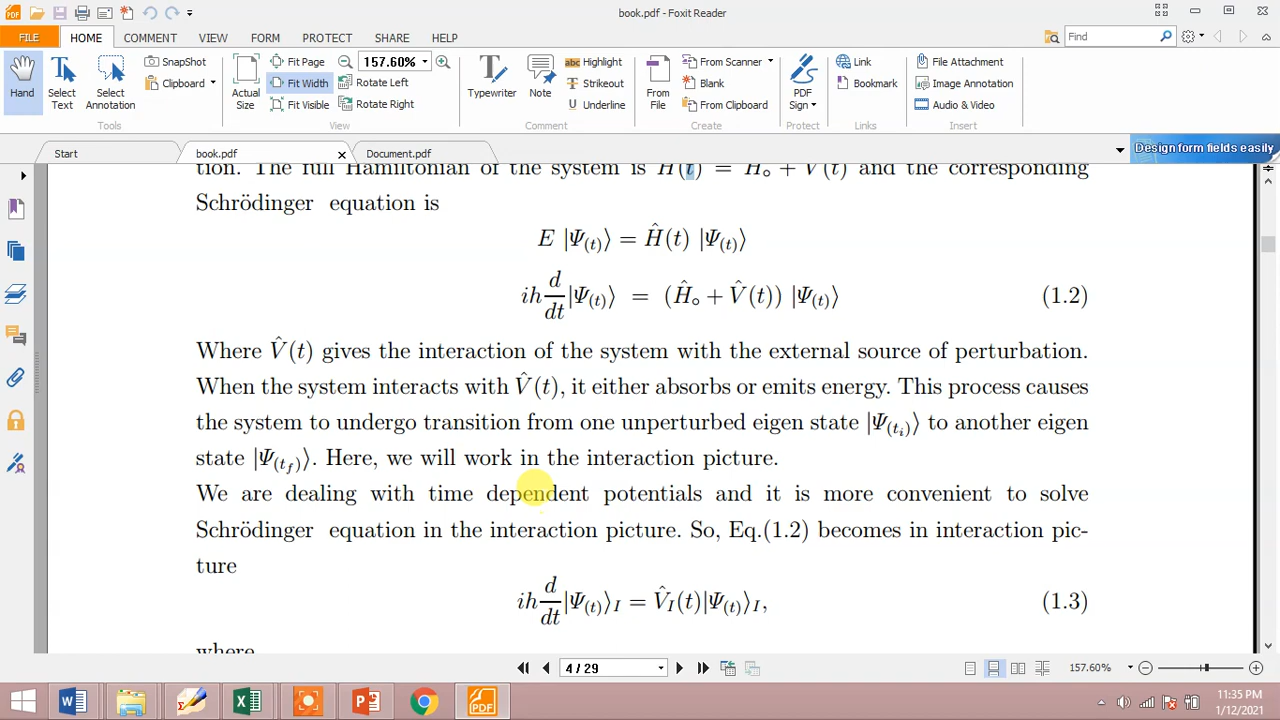 book.pdf - Foxit Reader
FILE HOME COMMENT VIEW FORM PROTECT SHARE HELP Find
Hand Select Text Select Annotation SnapShot Clipboard Actual Size Fit Page Fit Width Fit Visible 157.60% Rotate Left Rotate Right Typewriter Note Highlight Strikeout Underline From File From Scanner Blank From Clipboard PDF Sign Link Bookmark File Attachment Image Annotation Audio & Video
Tools View Comment Create Protect Links Insert
Start book.pdf Document.pdf Design form fields easily
tion. The full Hamiltonian of the system is H(t) = H∘ + V(t) and the corresponding
Schrödinger equation is
E |Ψ(t)⟩ = Ĥ(t) |Ψ(t)⟩
ih d/dt |Ψ(t)⟩ = (Ĥ∘ + V̂(t)) |Ψ(t)⟩ (1.2)
Where V̂(t) gives the interaction of the system with the external source of perturbation.
When the system interacts with V̂(t), it either absorbs or emits energy. This process causes
the system to undergo transition from one unperturbed eigen state |Ψ(t_i)⟩ to another eigen
state |Ψ(t_f)⟩. Here, we will work in the interaction picture.
We are dealing with time dependent potentials and it is more convenient to solve
Schrödinger equation in the interaction picture. So, Eq.(1.2) becomes in interaction pic-
ture
ih d/dt |Ψ(t)⟩_I = V̂_I(t)|Ψ(t)⟩_I, (1.3)
where
4 / 29 157.60%
11:35 PM
1/12/2021